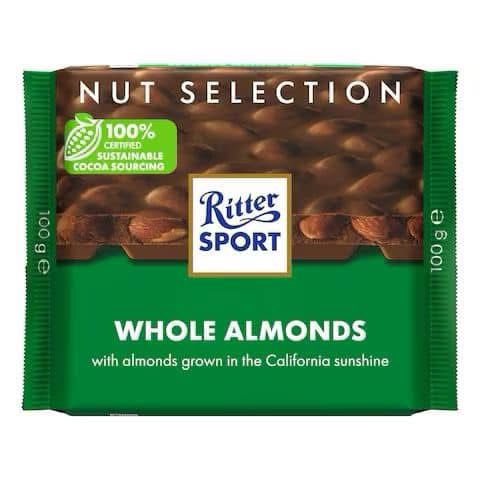 NUT SELECTION
100%
CERTIFIED
SUSTAINABLE
COCOA SOURCING
Ritter
SPORT
100 g e
100 g e
WHOLE ALMONDS
with almonds grown in the California sunshine